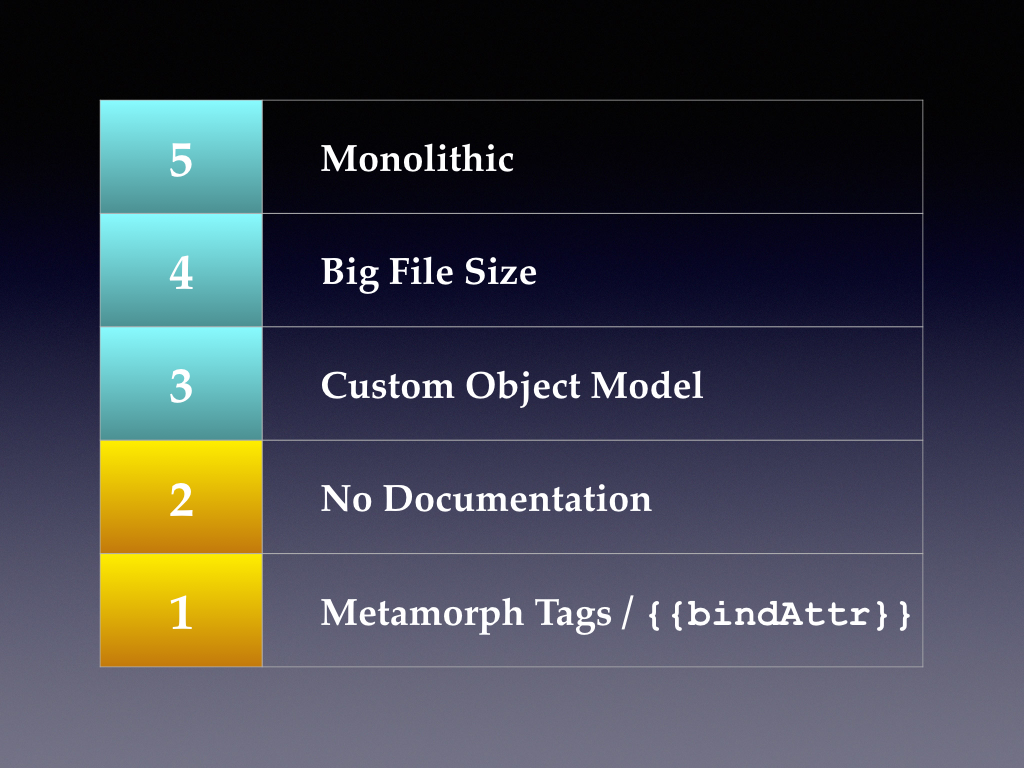 5 Monolithic
4 Big File Size
3 Custom Object Model
2 No Documentation
1 Metamorph Tags / {{bindAttr}}